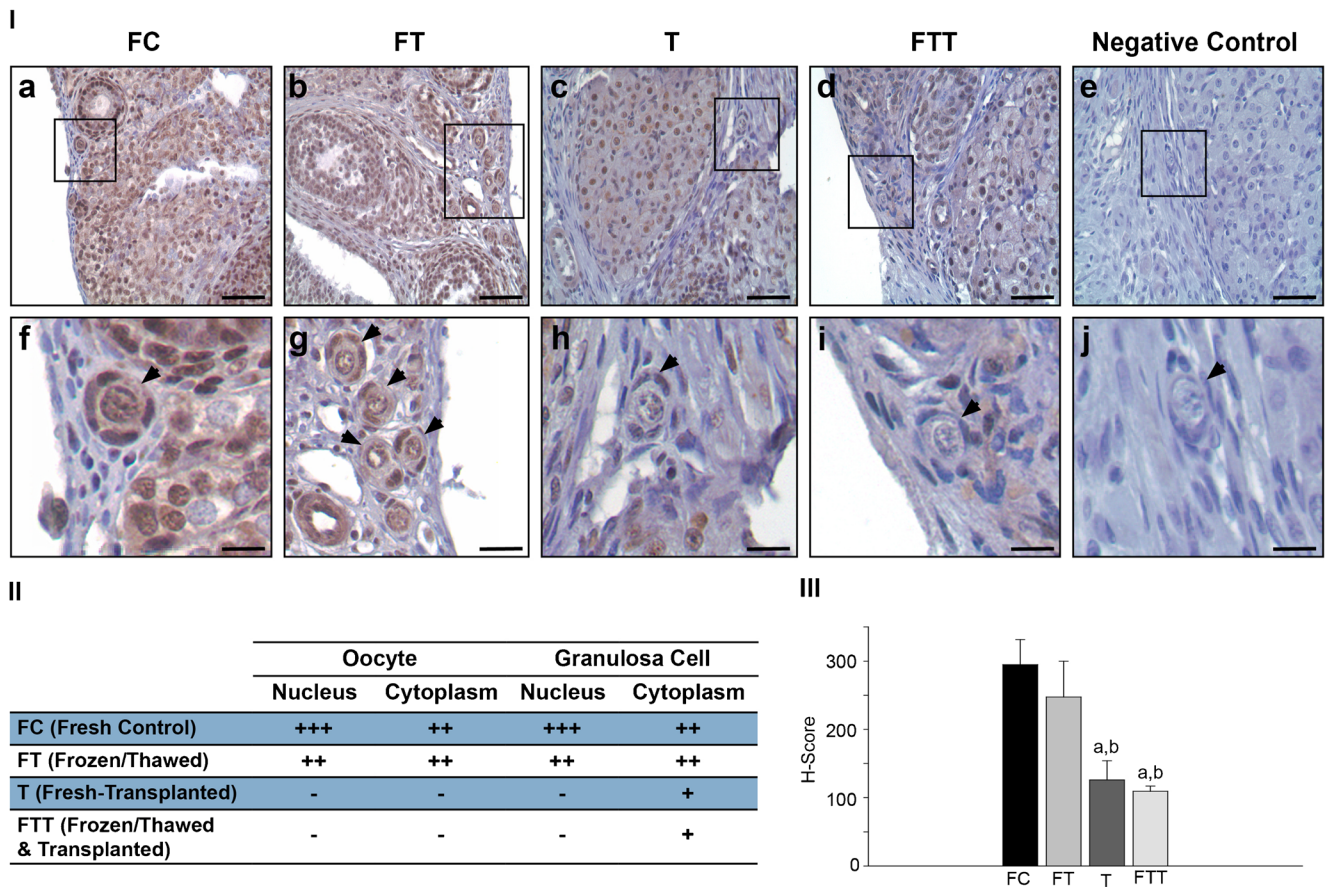 I
FC FT T FTT Negative Control
a b c d e
f g h i j
II
Oocyte Granulosa Cell
Nucleus Cytoplasm Nucleus Cytoplasm
FC (Fresh Control) +++ ++ +++ ++
FT (Frozen/Thawed) ++ ++ ++ ++
T (Fresh-Transplanted) - - - +
FTT (Frozen/Thawed
& Transplanted) - - - +
III
H-Score
300
200
100
0
a,b a,b
FC FT T FTT